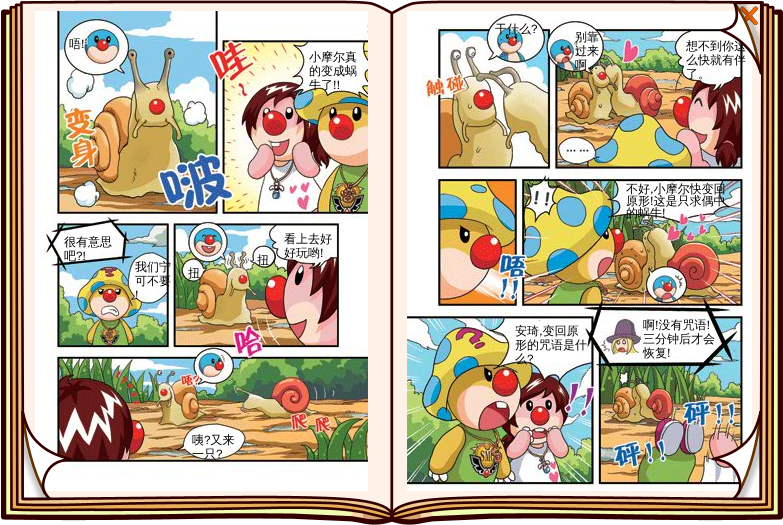 唔!
变身
啵
哇
小摩尔真
的变成蜗
牛了!!
很有意思
吧?!
我们宁
可不要
!
扭
扭
看上去好
好玩哟!
哈
唔?
咦?又来
一只?
爬 爬
干什么?
触碰
别靠
过来
啊
想不到你这
么快就有伴
了。
... ...
唔!!
!!
不好,小摩尔快变回
原形!这是只求偶中
的蜗牛!
安琦,变回原
形的咒语是什
么?
!!
啊!没有咒语!
三分钟后才会
恢复!
砰!!
砰!!